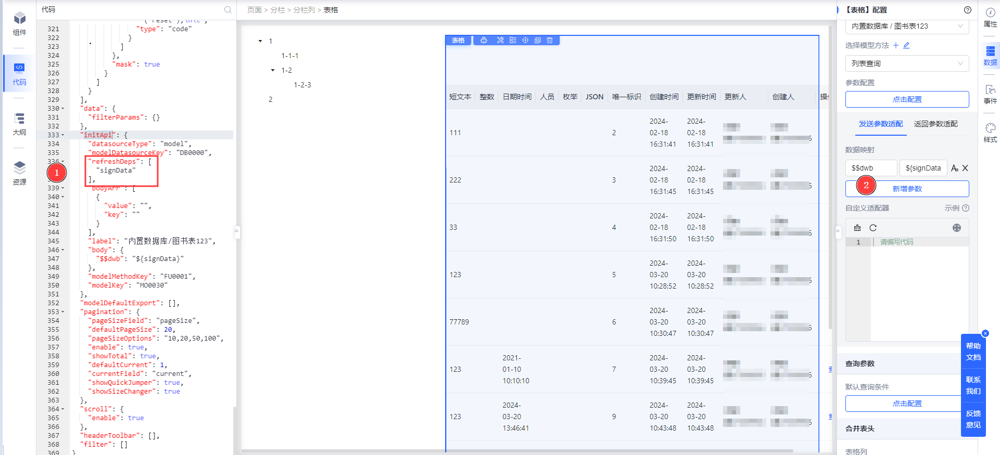 组件
代码
大纲
资源
代码
("reset");\n\t",
321 "type": "code"
322 }
323 ]
324 },
325 "mask": true
326 }
327 ]
328 }
329 ],
330 "data": {
331 "filterParams": {}
332 },
333 "initApi": {
334 "datasourceType": "model",
335 "modelDatasourceKey": "DB0000",
336 "refreshDeps": [
"signData"
],
1
339 "bodyArr": [
340 {
341 "value": "",
342 "key": ""
343 }
344 ],
345 "label": "内置数据库/图书表123",
346 "body": {
347 "$$dwb": "${signData}"
348 },
349 "modelMethodKey": "FU0001",
350 "modelKey": "MO0030"
351 },
352 "modelDefaultExport": [],
353 "pagination": {
354 "pageSizeField": "pageSize",
355 "defaultPageSize": 20,
356 "pageSizeOptions": "10,20,50,100",
357 "enable": true,
358 "showTotal": true,
359 "defaultCurrent": 1,
360 "currentField": "current",
361 "showQuickJumper": true,
362 "showSizeChanger": true
363 },
364 "scroll": {
365 "enable": true
366 },
367 "headerToolbar": [],
368 "filter": []
369 }
页面 > 分栏 > 分栏列 > 表格
1
1-1-1
1-2
1-2-3
2
表格
短文本 整数 日期时间 人员 枚举 JSON 唯一标识 创建时间 更新时间 更新人 创建人
111 2 2024-02-18 16:31:41 2024-02-18 16:31:41 6
222 3 2024-02-18 16:31:45 2024-02-18 16:31:45 6
33 4 2024-02-18 16:31:50 2024-02-18 16:31:50 6
123 5 2024-03-20 10:28:52 2024-03-20 10:28:52 6
77789 6 2024-03-20 10:30:47 2024-03-20 10:30:47 6
123 2021-01-10 10:10:10 7 2024-03-20 10:39:45 2024-03-20 10:39:45 6
123 2024-03-20 13:46:41 9 2024-03-20 10:43:48 2024-03-20 10:43:48 6
【表格】配置
内置数据库 / 图书表123
选择模型方法
列表查询
参数配置
点击配置
发送参数适配 返回参数适配
数据映射
$$dwb ${signData
2
新增参数
自定义适配器 示例
1 请编写代码
查询参数
默认查询条件
点击配置
合并表头
表格列
属性
数据
事件
样式
帮助
文档
联系
我们
反馈
意见